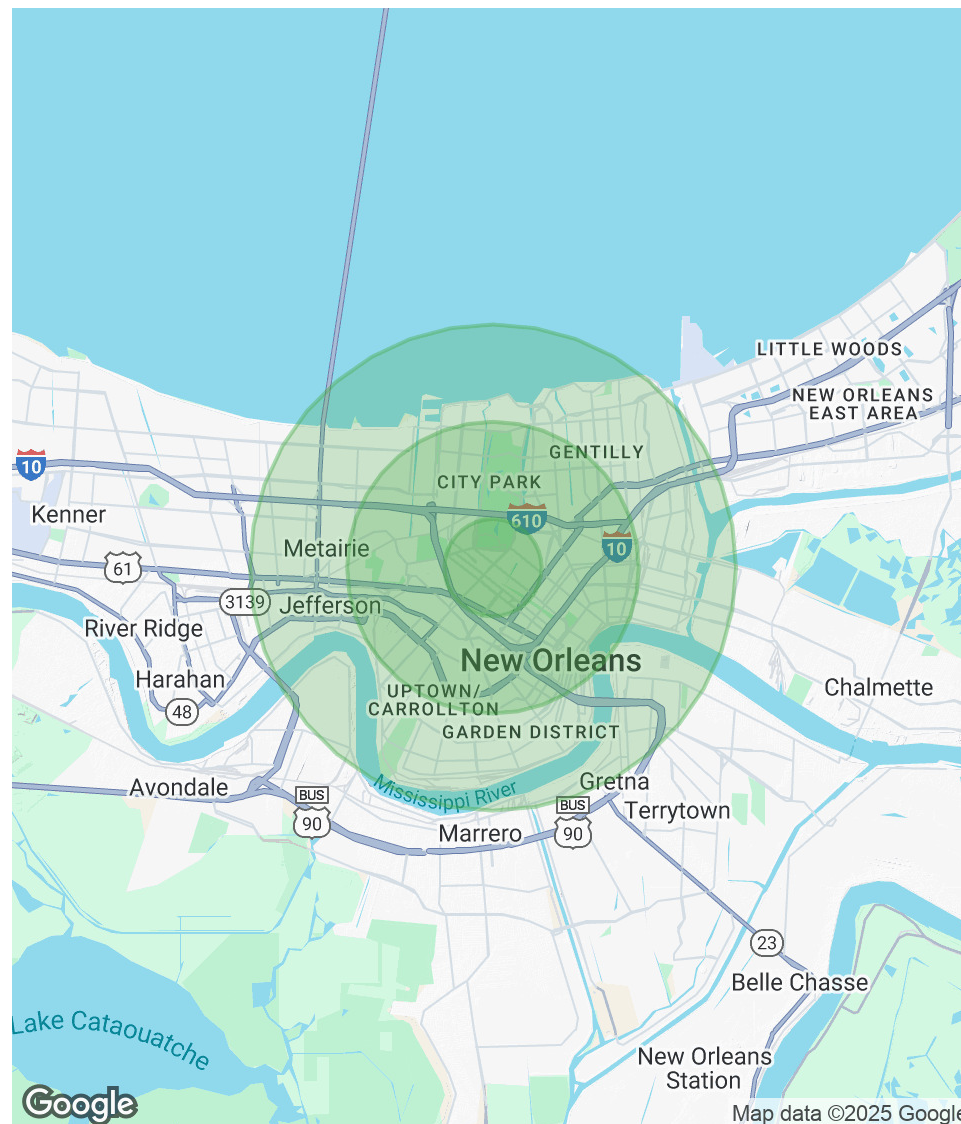 LITTLE WOODS
NEW ORLEANS
EAST AREA
GENTILLY
10
CITY PARK
Kenner
610
10
Metairie
61
3139
Jefferson
River Ridge
New Orleans
Harahan
48
UPTOWN/
CARROLLTON
Chalmette
GARDEN DISTRICT
Avondale
Mississippi River
Gretna
BUS
90
BUS
90
Terrytown
Marrero
23
Belle Chasse
Lake Cataouatche
New Orleans
Station
Google
Map data ©2025 Google